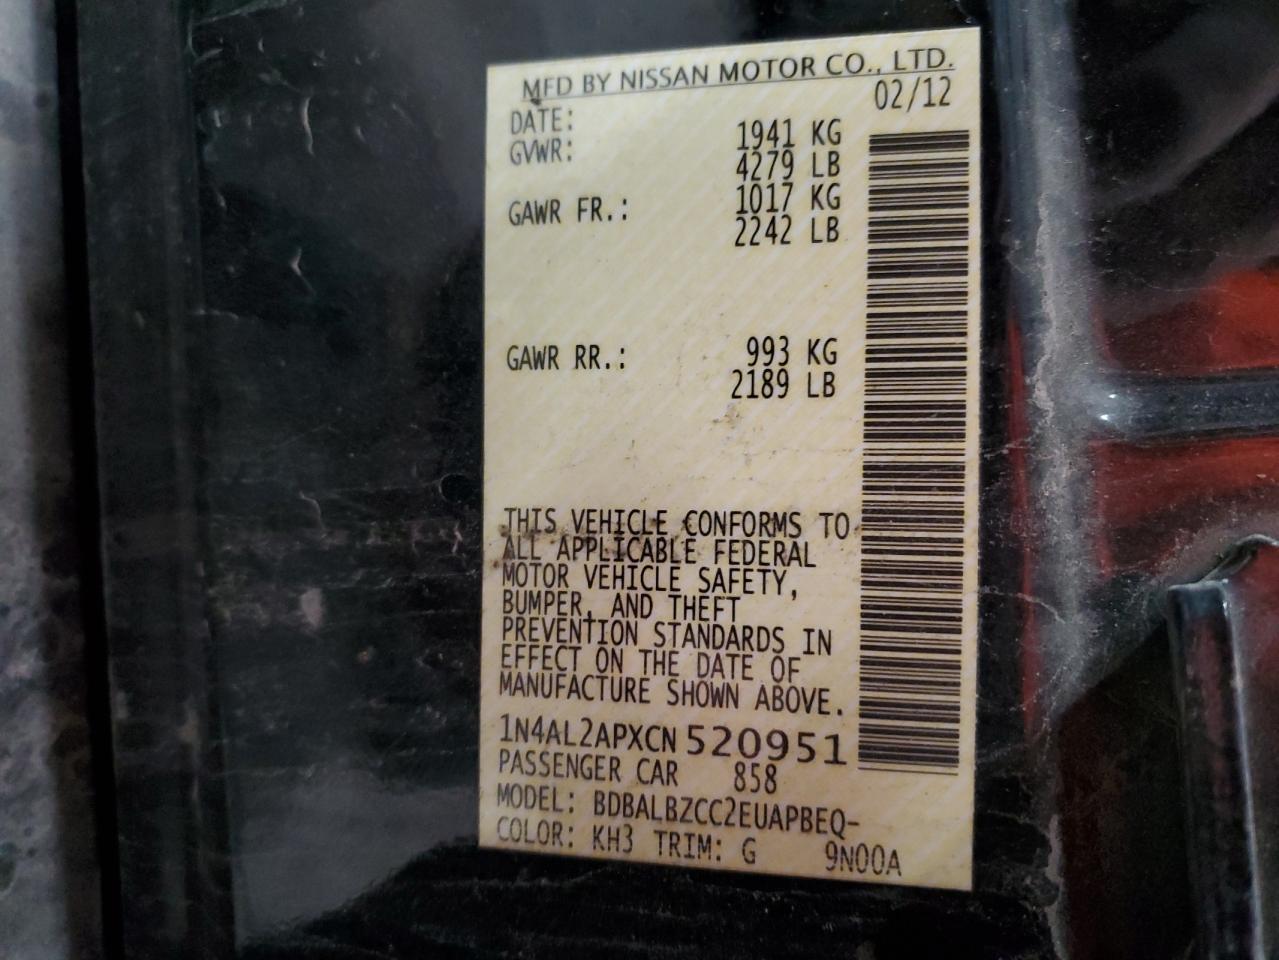 MFD BY NISSAN MOTOR CO., LTD.
DATE: 02/12
GVWR: 1941 KG
4279 LB
GAWR FR.: 1017 KG
2242 LB
GAWR RR.: 993 KG
2189 LB
THIS VEHICLE CONFORMS TO
ALL APPLICABLE FEDERAL
MOTOR VEHICLE SAFETY,
BUMPER, AND THEFT
PREVENTION STANDARDS IN
EFFECT ON THE DATE OF
MANUFACTURE SHOWN ABOVE.
1N4AL2APXCN520951
PASSENGER CAR 858
MODEL: BDBALBZCC2EUAPBEQ-
COLOR: KH3 TRIM: G 9N00A